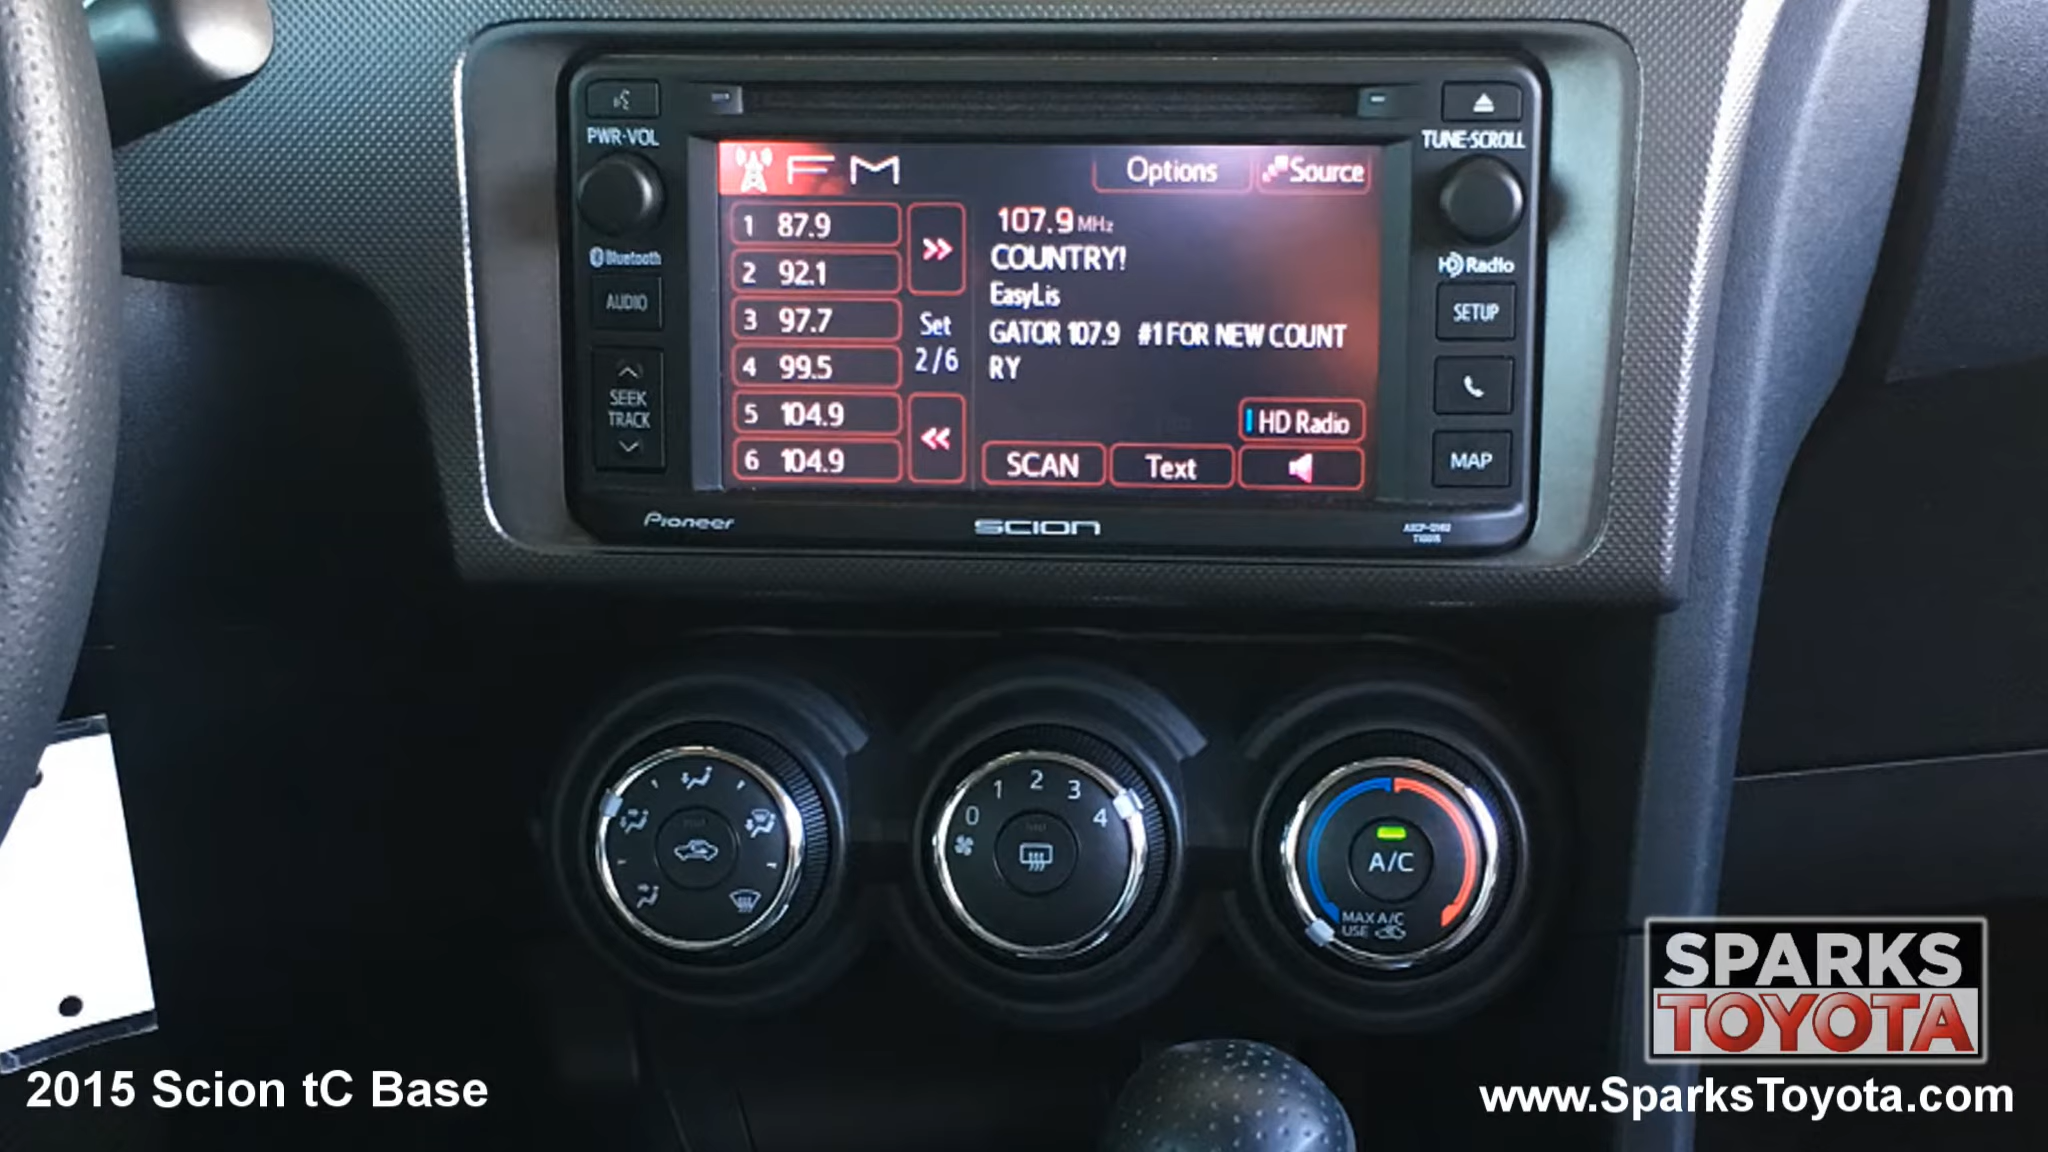 PWR·VOL
TUNE·SCROLL
FM
Options
Source
1 87.9
2 92.1
3 97.7
4 99.5
5 104.9
6 104.9
Set
2/6
107.9 MHz
COUNTRY!
EasyLis
GATOR 107.9 #1 FOR NEW COUNT
RY
HD Radio
SCAN
Text
Bluetooth
AUDIO
SEEK
TRACK
HD Radio
SETUP
MAP
Pioneer
SCION
0 1 2 3 4
A/C
MAX A/C
USE
SPARKS
TOYOTA
2015 Scion tC Base
www.SparksToyota.com